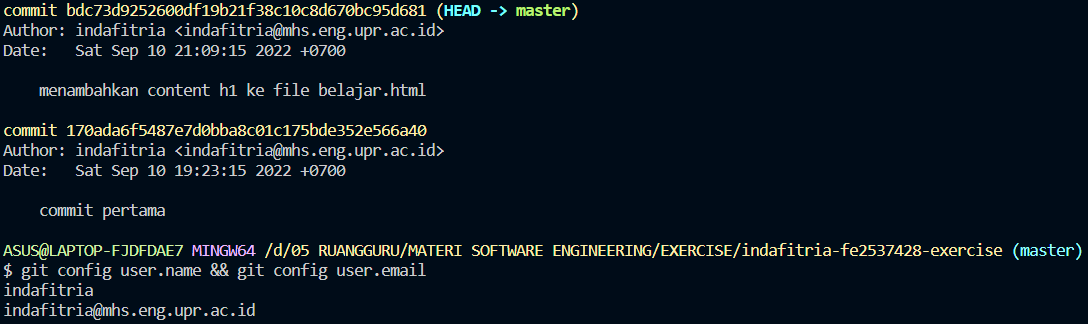 commit bdc73d9252600df19b21f38c10c8d670bc95d681 (HEAD -> master)
Author: indafitria <indafitria@mhs.eng.upr.ac.id>
Date:   Sat Sep 10 21:09:15 2022 +0700
menambahkan content h1 ke file belajar.html
commit 170ada6f5487e7d0bba8c01c175bde352e566a40
Author: indafitria <indafitria@mhs.eng.upr.ac.id>
Date:   Sat Sep 10 19:23:15 2022 +0700
commit pertama
ASUS@LAPTOP-FJDFDAE7 MINGW64 /d/05 RUANGGURU/MATERI SOFTWARE ENGINEERING/EXERCISE/indafitria-fe2537428-exercise (master)
$ git config user.name && git config user.email
indafitria
indafitria@mhs.eng.upr.ac.id